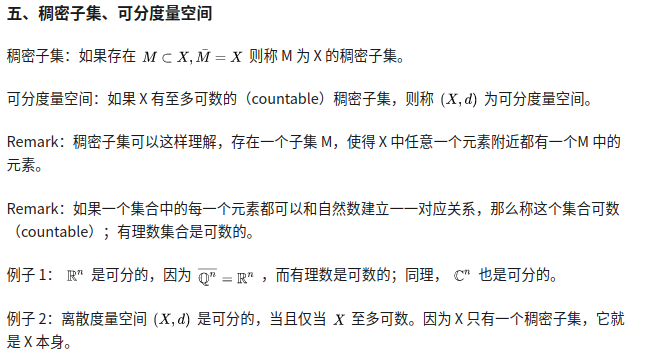 五、稠密子集、可分度量空间
稠密子集：如果存在 M ⊂ X, M̄ = X 则称 M 为 X 的稠密子集。
可分度量空间：如果 X 有至多可数的（countable）稠密子集，则称 (X, d) 为可分度量空间。
Remark：稠密子集可以这样理解，存在一个子集 M，使得 X 中任意一个元素附近都有一个M 中的
元素。
Remark：如果一个集合中的每一个元素都可以和自然数建立一一对应关系，那么称这个集合可数
（countable）；有理数集合是可数的。
例子 1： ℝⁿ 是可分的，因为 \overline{ℚⁿ} = ℝⁿ ，而有理数是可数的；同理， ℂⁿ 也是可分的。
例子 2：离散度量空间 (X, d) 是可分的，当且仅当 X 至多可数。因为 X 只有一个稠密子集，它就
是 X 本身。